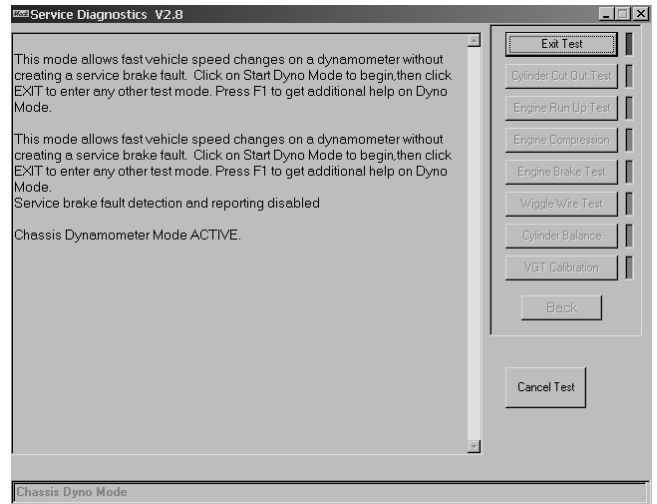 Service Diagnostics V2.8
This mode allows fast vehicle speed changes on a dynamometer without
creating a service brake fault. Click on Start Dyno Mode to begin,then click
EXIT to enter any other test mode. Press F1 to get additional help on Dyno
Mode.
This mode allows fast vehicle speed changes on a dynamometer without
creating a service brake fault. Click on Start Dyno Mode to begin,then click
EXIT to enter any other test mode. Press F1 to get additional help on Dyno
Mode.
Service brake fault detection and reporting disabled
Chassis Dynamometer Mode ACTIVE.
Exit Test
Cylinder Cut Out Test
Engine Run Up Test
Engine Compression
Engine Brake Test
Wiggle Wire Test
Cylinder Balance
VGT Calibration
Back
Cancel Test
Chassis Dyno Mode